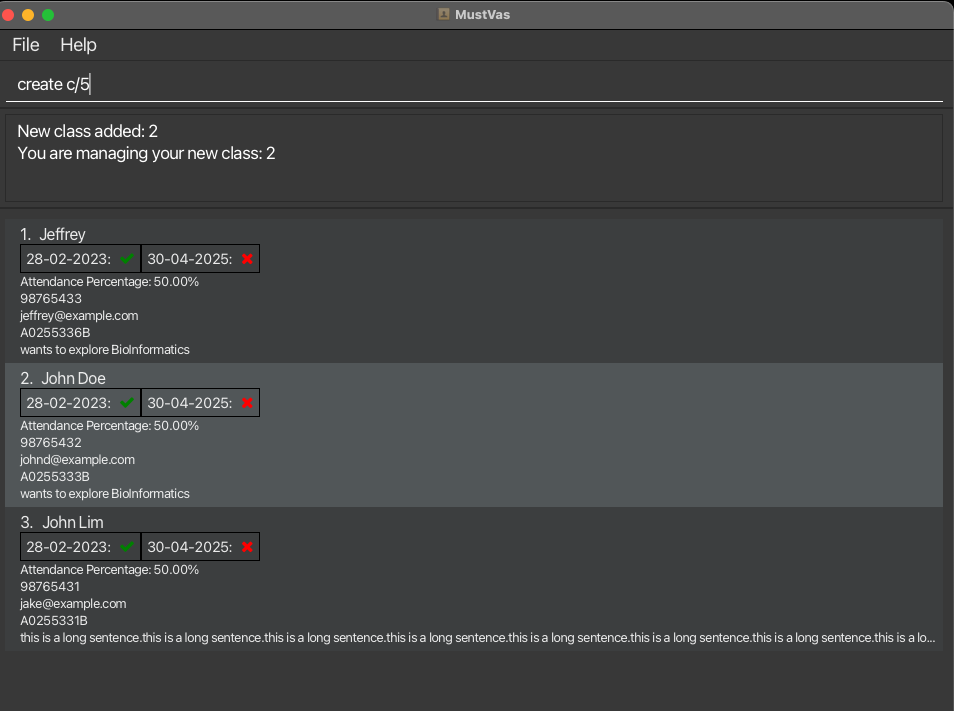 MustVas
File Help
create c/5
New class added: 2
You are managing your new class: 2
1. Jeffrey
28-02-2023: ✔ 30-04-2025: ✖
Attendance Percentage: 50.00%
98765433
jeffrey@example.com
A0255336B
wants to explore BioInformatics
2. John Doe
28-02-2023: ✔ 30-04-2025: ✖
Attendance Percentage: 50.00%
98765432
johnd@example.com
A0255333B
wants to explore BioInformatics
3. John Lim
28-02-2023: ✔ 30-04-2025: ✖
Attendance Percentage: 50.00%
98765431
jake@example.com
A0255331B
this is a long sentence.this is a long sentence.this is a long sentence.this is a long sentence.this is a long sentence.this is a long sentence.this is a long sentence.this is a lo...